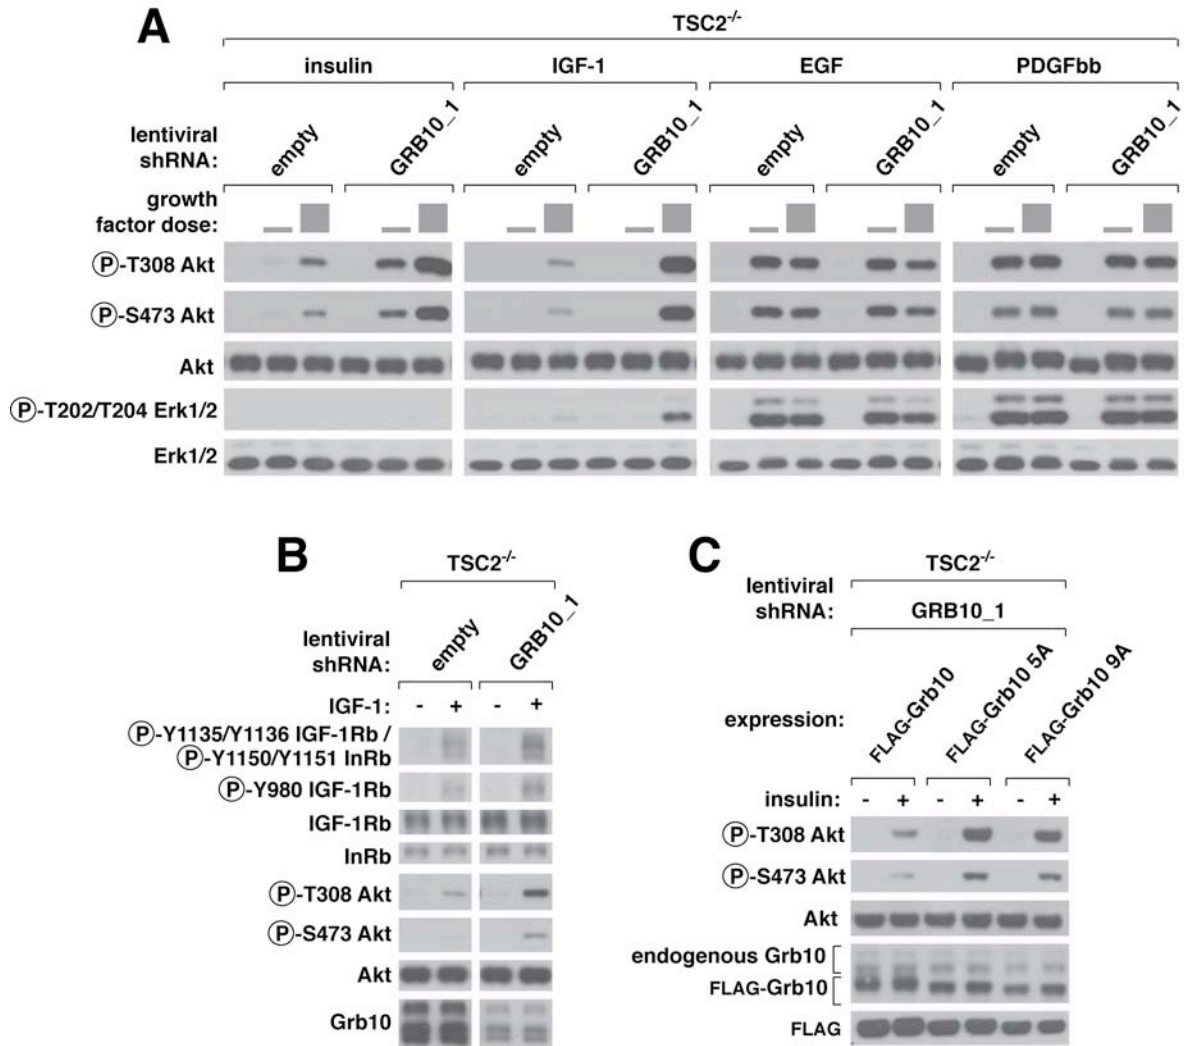 A
TSC2-/-
insulin IGF-1 EGF PDGFbb
lentiviral shRNA: empty GRB10_1 empty GRB10_1 empty GRB10_1 empty GRB10_1
growth
factor dose:
Ⓟ-T308 Akt
Ⓟ-S473 Akt
Akt
Ⓟ-T202/T204 Erk1/2
Erk1/2
B
TSC2-/-
lentiviral
shRNA: empty GRB10_1
IGF-1: - + - +
Ⓟ-Y1135/Y1136 IGF-1Rb /
Ⓟ-Y1150/Y1151 InRb
Ⓟ-Y980 IGF-1Rb
IGF-1Rb
InRb
Ⓟ-T308 Akt
Ⓟ-S473 Akt
Akt
Grb10
C
TSC2-/-
lentiviral
shRNA: GRB10_1
expression: FLAG-Grb10 FLAG-Grb10 5A FLAG-Grb10 9A
insulin: - + - + - +
Ⓟ-T308 Akt
Ⓟ-S473 Akt
Akt
endogenous Grb10
FLAG-Grb10
FLAG